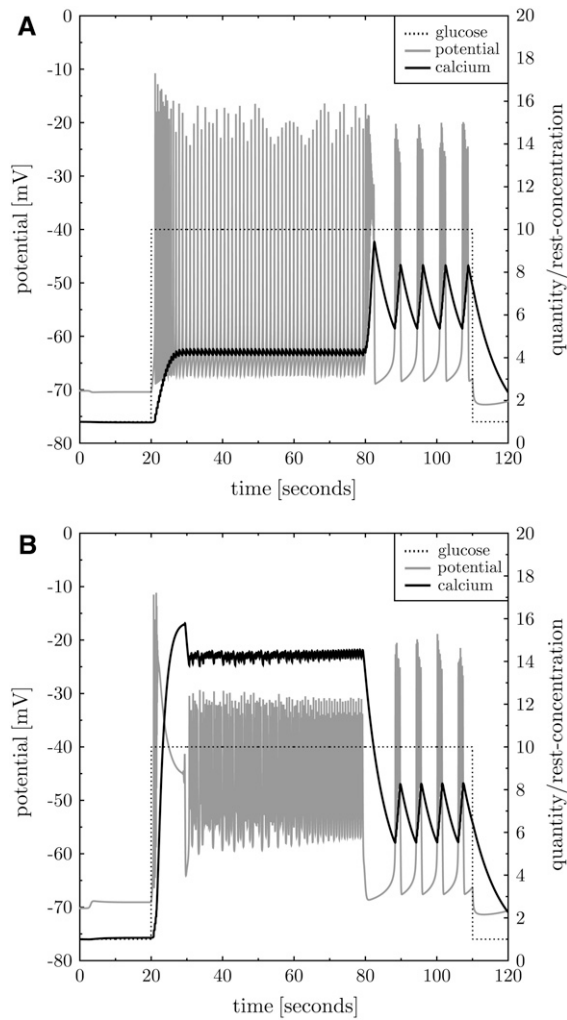 A
0
-10
-20
-30
-40
-50
-60
-70
-80
potential [mV]
glucose
potential
calcium
20
18
16
14
12
10
8
6
4
2
0
quantity/rest-concentration
0 20 40 60 80 100 120
time [seconds]
B
0
-10
-20
-30
-40
-50
-60
-70
-80
potential [mV]
glucose
potential
calcium
20
18
16
14
12
10
8
6
4
2
0
quantity/rest-concentration
0 20 40 60 80 100 120
time [seconds]